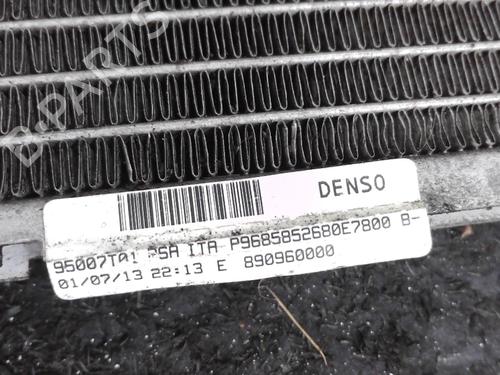 B-PARTS
DENSO
95007TA1 PSA ITA P9685852680E7800 B-
01/07/13 22:13 E 890960000